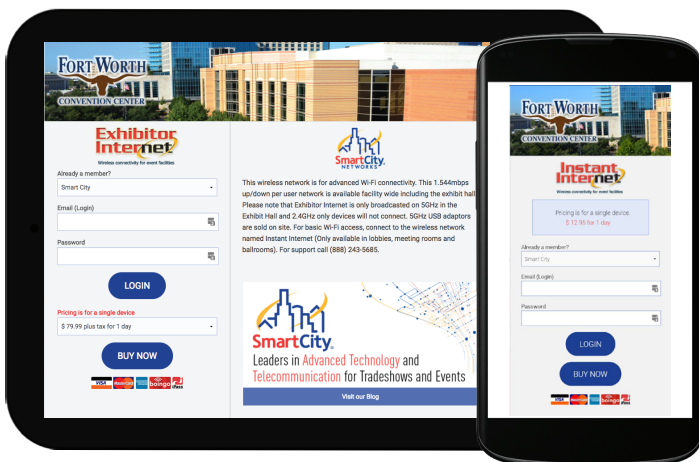 FORT WORTH
CONVENTION CENTER
Exhibitor
Internet
Wireless connectivity for event facilities
Already a member?
Smart City
Email (Login)
Password
LOGIN
Pricing is for a single device
$ 79.99 plus tax for 1 day
BUY NOW
VISA MasterCard boingo iPass
SmartCity.
NETWORKS
This wireless network is for advanced Wi-Fi connectivity. This 1.544mbps
up/down per user network is available facility wide including the exhibit hall
Please note that Exhibitor Internet is only broadcasted on 5GHz in the
Exhibit Hall and 2.4GHz only devices will not connect. 5GHz USB adaptors
are sold on site. For basic Wi-Fi access, connect to the wireless network
named Instant Internet (Only available in lobbies, meeting rooms and
ballrooms). For support call (888) 243-5685.
SmartCity.
Leaders in Advanced Technology and
Telecommunication for Tradeshows and Events
Visit our Blog
FORT WORTH
CONVENTION CENTER
Instant
Internet
Wireless connectivity for event facilities
Pricing is for a single device.
$ 12.95 for 1 day
Already a member?
Smart City
Email (Login)
Password
LOGIN
BUY NOW
VISA MasterCard boingo iPass